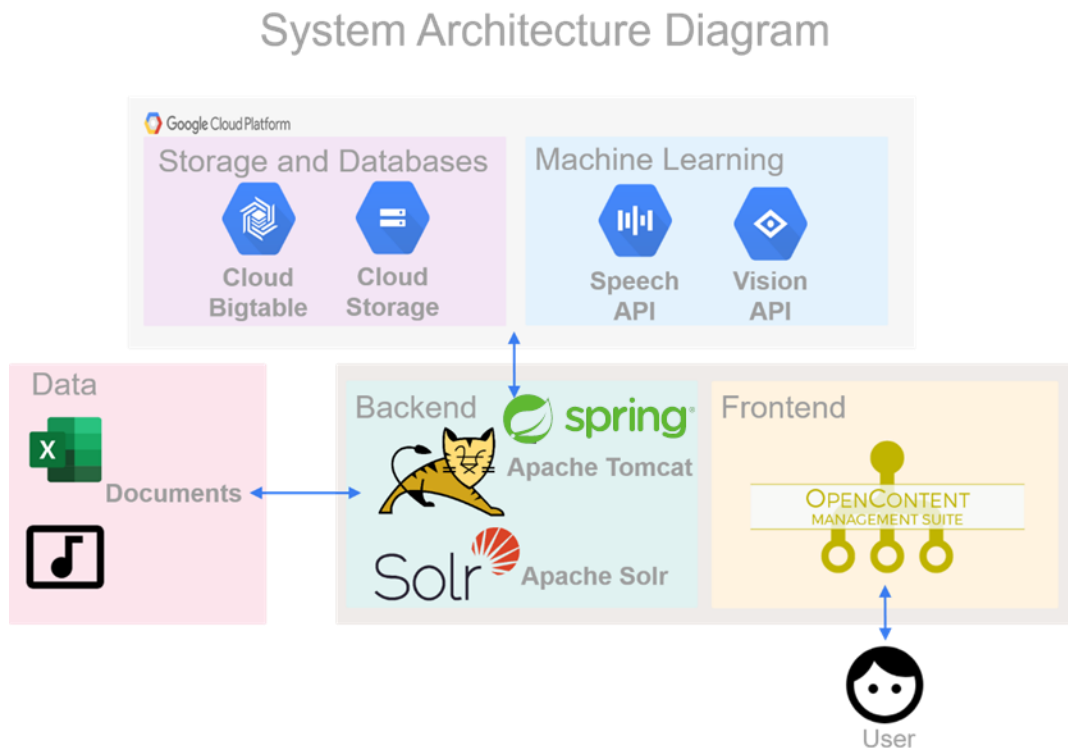 System Architecture Diagram
Google Cloud Platform
Storage and Databases
Cloud
Bigtable
Cloud
Storage
Machine Learning
Speech
API
Vision
API
Data
X
Documents
Backend
spring
Apache Tomcat
Solr
Apache Solr
Frontend
OPENCONTENT
MANAGEMENT SUITE
User